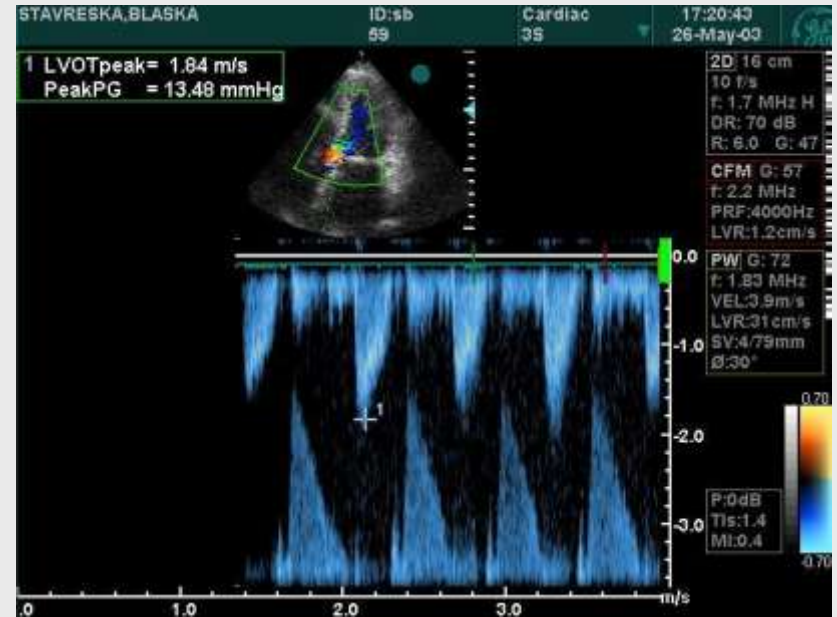 STAVRESKA,BLASKA ID:sb Cardiac 17:20:43
59 3S 26-May-03
1 LVOTpeak= 1.84 m/s
PeakPG = 13.48 mmHg
2D 16 cm
10 f/s
f: 1.7 MHz H
DR: 70 dB
R: 6.0 G: 47
CFM G: 57
f: 2.2 MHz
PRF:4000Hz
LVR:1.2cm/s
PW G: 72
f: 1.83 MHz
VEL:3.9m/s
LVR:31cm/s
SV:4/79mm
Ø:30°
0.0
-1.0
1
-2.0
-3.0
m/s
0.70
-0.70
P:0dB
TIs:1.4
MI:0.4
.0 1.0 2.0 3.0